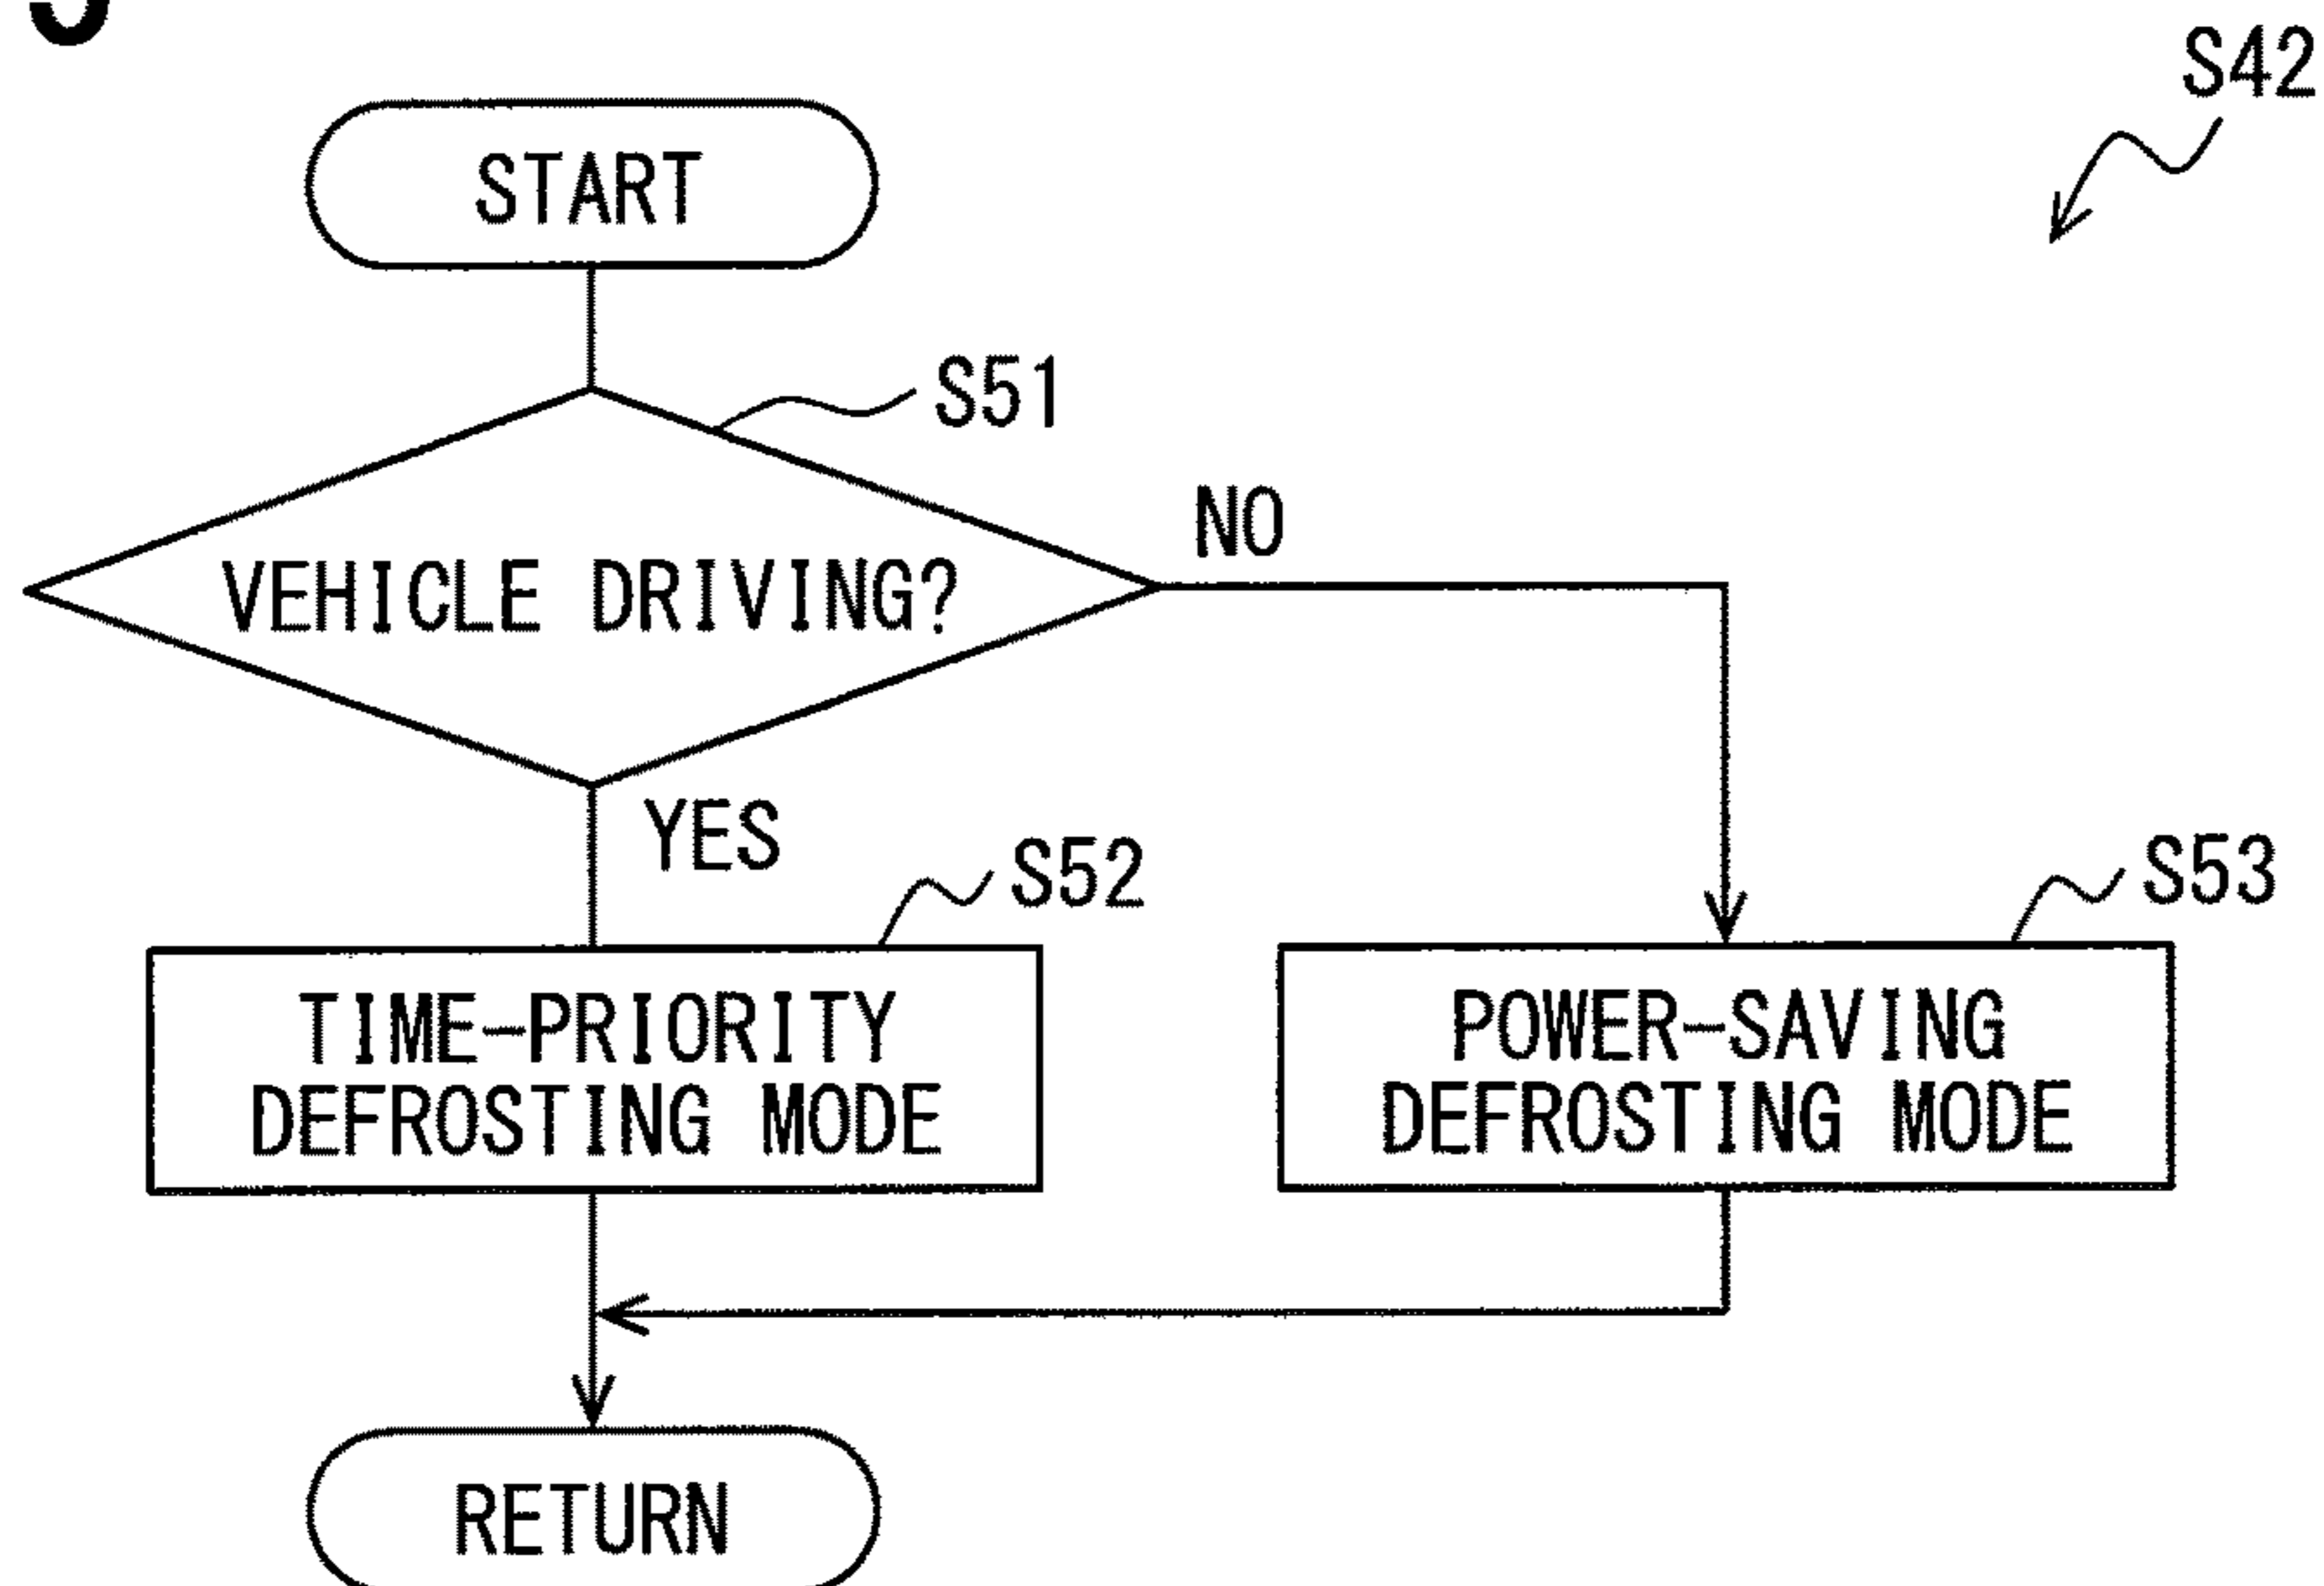 S42
START
S51
NO
VEHICLE DRIVING?
YES
S52
S53
TIME-PRIORITY
DEFROSTING MODE
POWER-SAVING
DEFROSTING MODE
RETURN